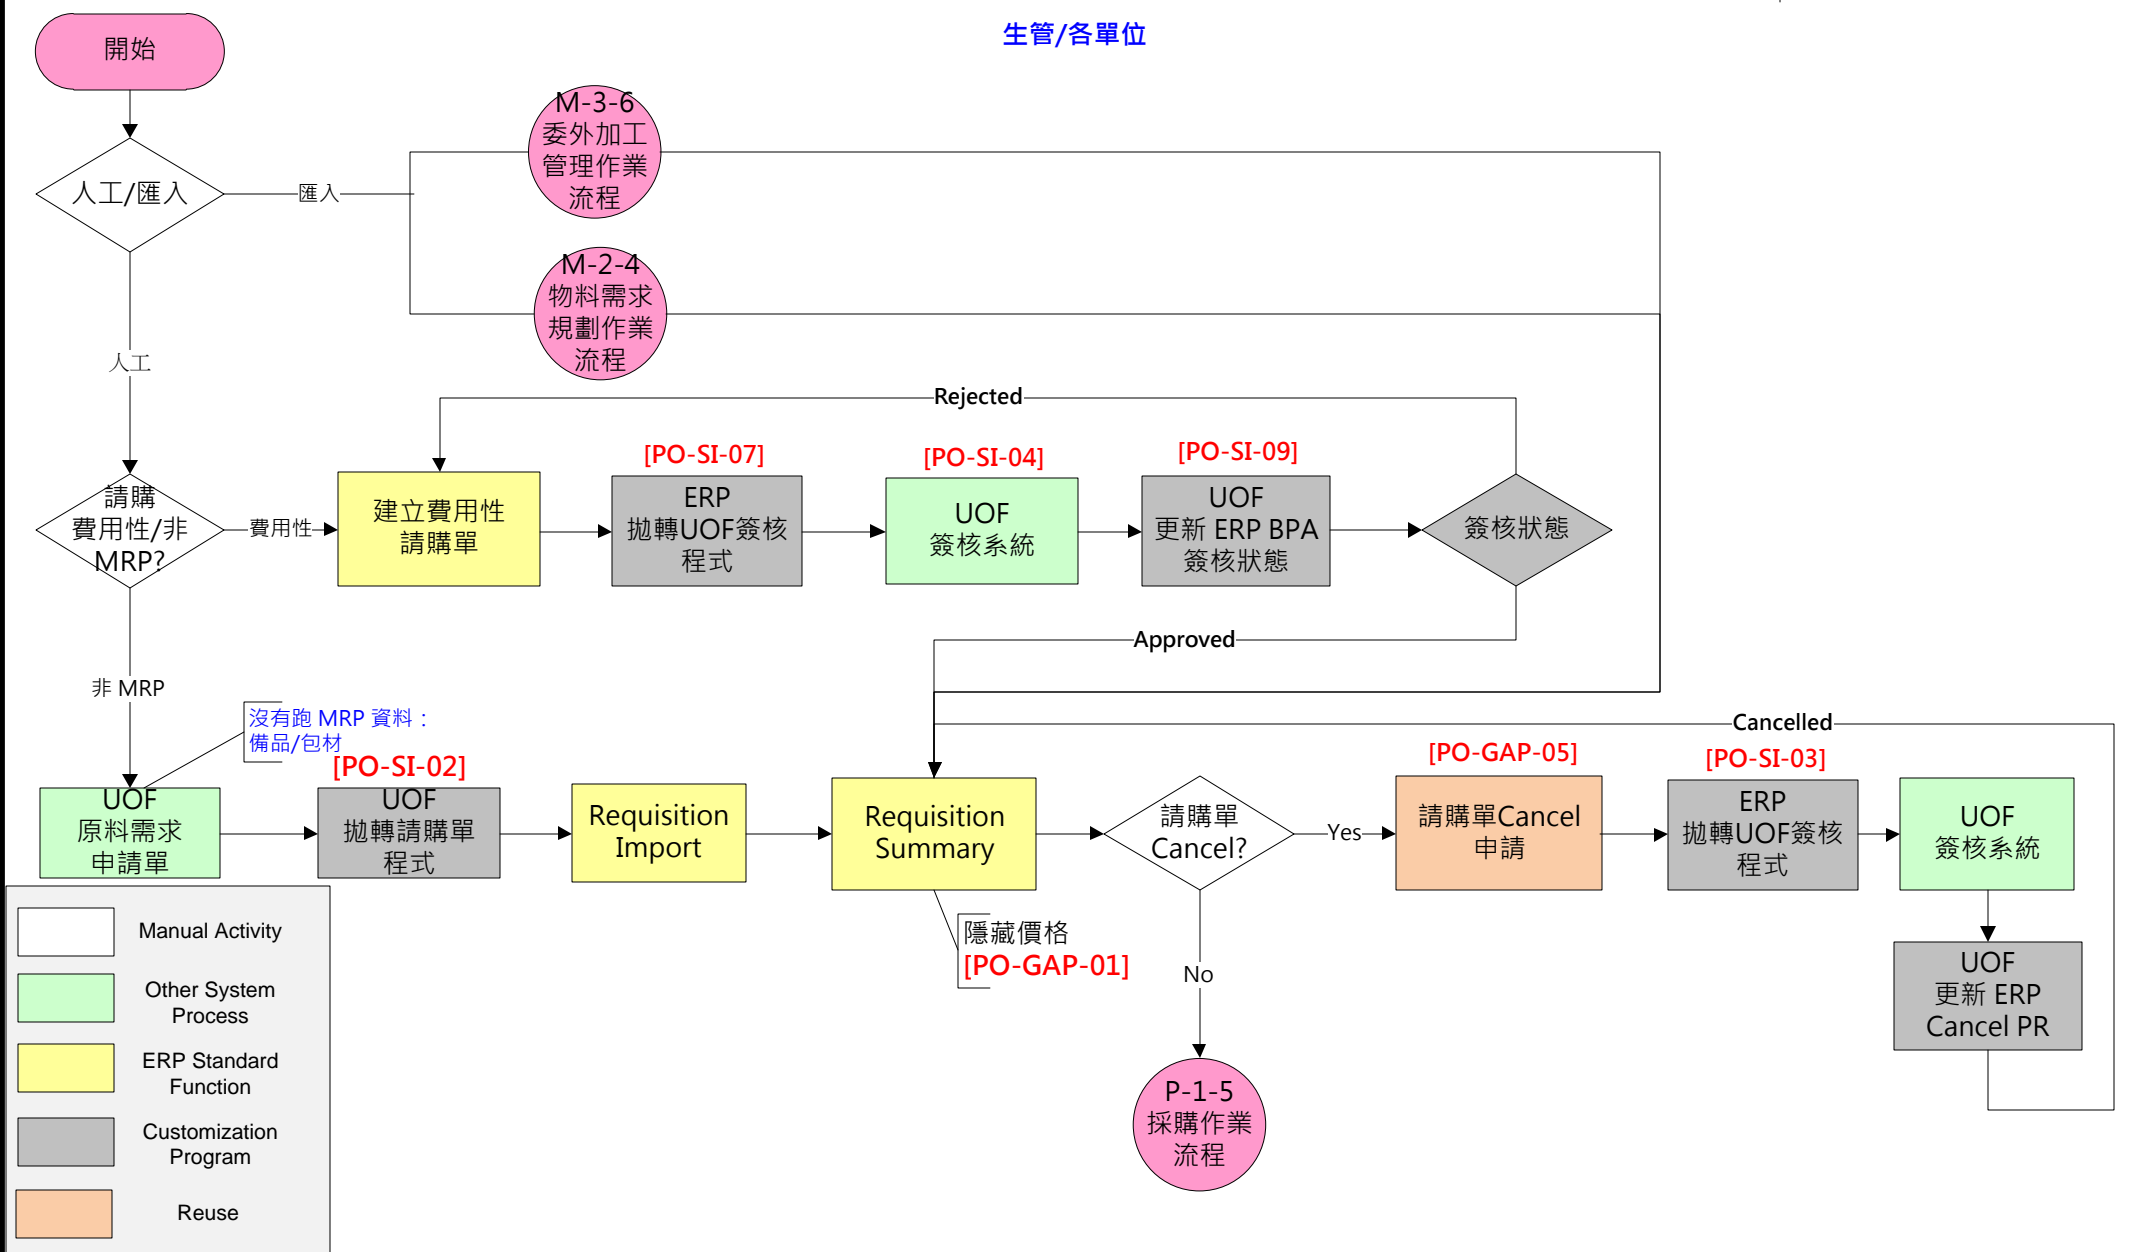 生管/各單位
開始
人工/匯入
匯入
M-3-6
委外加工
管理作業
流程
M-2-4
物料需求
規劃作業
流程
人工
Rejected
請購
費用性/非
MRP?
費用性
建立費用性
請購單
[PO-SI-07]
ERP
拋轉UOF簽核
程式
[PO-SI-04]
UOF
簽核系統
[PO-SI-09]
UOF
更新 ERP BPA
簽核狀態
簽核狀態
Approved
非 MRP
沒有跑 MRP 資料：
備品/包材
Cancelled
UOF
原料需求
申請單
[PO-SI-02]
UOF
拋轉請購單
程式
Requisition
Import
Requisition
Summary
隱藏價格
[PO-GAP-01]
請購單
Cancel?
Yes
[PO-GAP-05]
請購單Cancel
申請
[PO-SI-03]
ERP
拋轉UOF簽核
程式
UOF
簽核系統
UOF
更新 ERP
Cancel PR
No
P-1-5
採購作業
流程
Manual Activity
Other System
Process
ERP Standard
Function
Customization
Program
Reuse